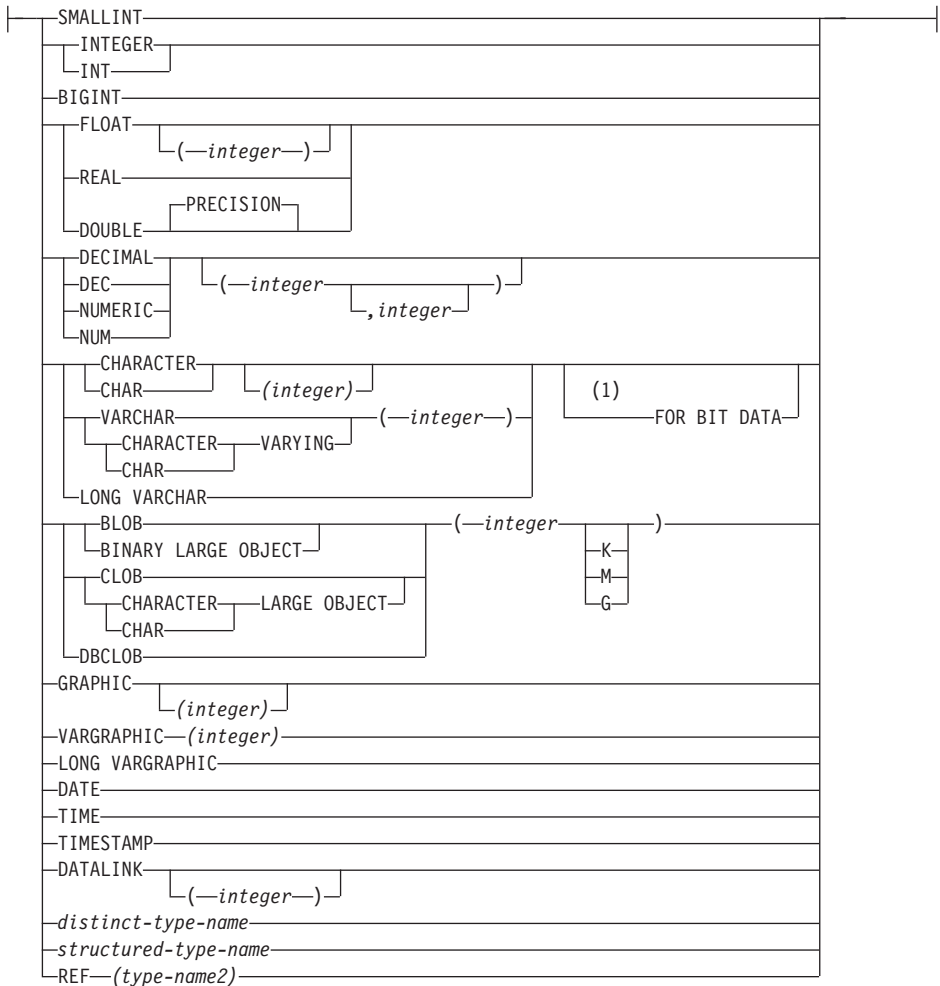 SMALLINT
INTEGER
INT
BIGINT
FLOAT
( integer )
REAL
PRECISION
DOUBLE
DECIMAL
DEC ( integer )
NUMERIC ,integer
NUM
CHARACTER
CHAR (integer) (1)
VARCHAR ( integer ) FOR BIT DATA
CHARACTER VARYING
CHAR
LONG VARCHAR
BLOB ( integer )
BINARY LARGE OBJECT K
CLOB M
CHARACTER LARGE OBJECT G
CHAR
DBCLOB
GRAPHIC
(integer)
VARGRAPHIC (integer)
LONG VARGRAPHIC
DATE
TIME
TIMESTAMP
DATALINK
( integer )
distinct-type-name
structured-type-name
REF (type-name2)